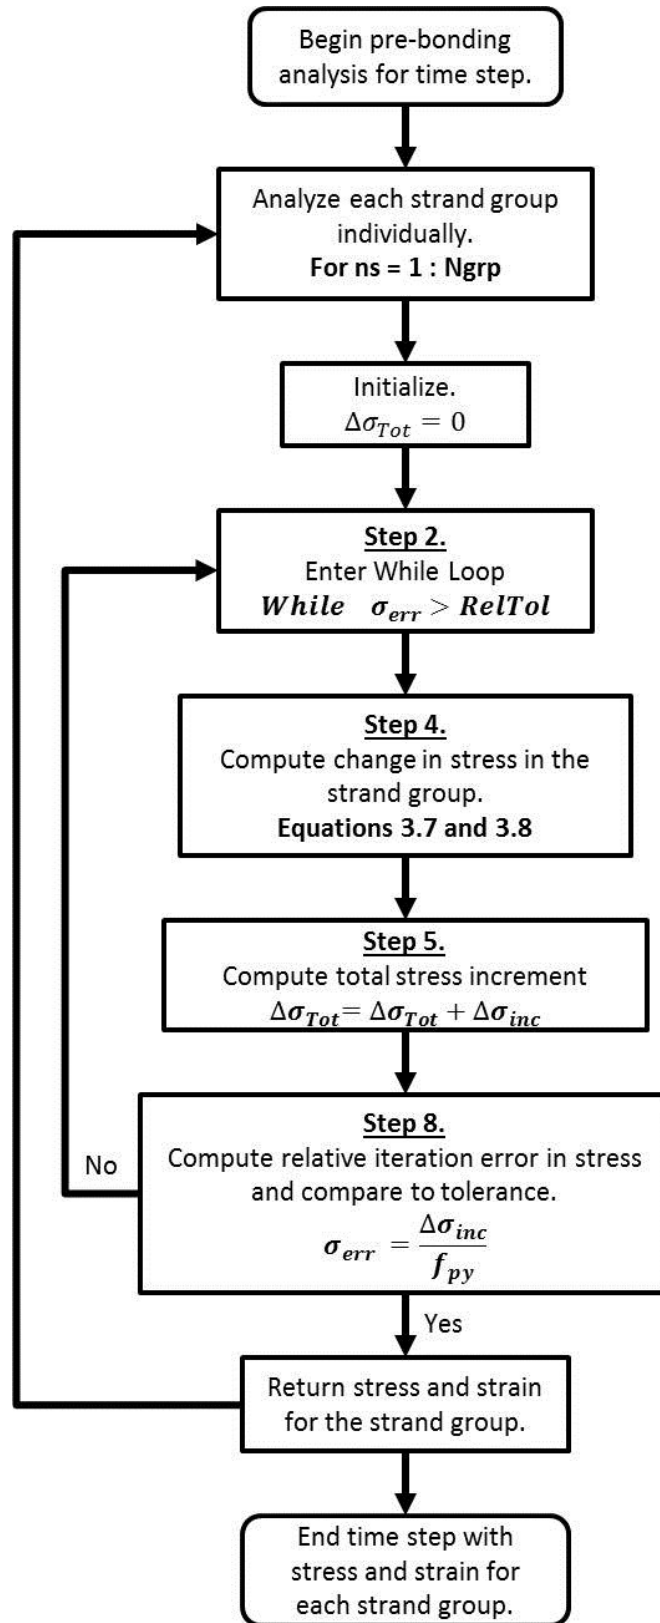 Begin pre-bonding
analysis for time step.
Analyze each strand group
individually.
For ns = 1 : Ngrp
Initialize.
Δσ_Tot = 0
Step 2.
Enter While Loop
While σ_err > RelTol
Step 4.
Compute change in stress in the
strand group.
Equations 3.7 and 3.8
Step 5.
Compute total stress increment
Δσ_Tot = Δσ_Tot + Δσ_inc
Step 8.
Compute relative iteration error in stress
and compare to tolerance.
σ_err = Δσ_inc / f_py
No
Yes
Return stress and strain
for the strand group.
End time step with
stress and strain for
each strand group.